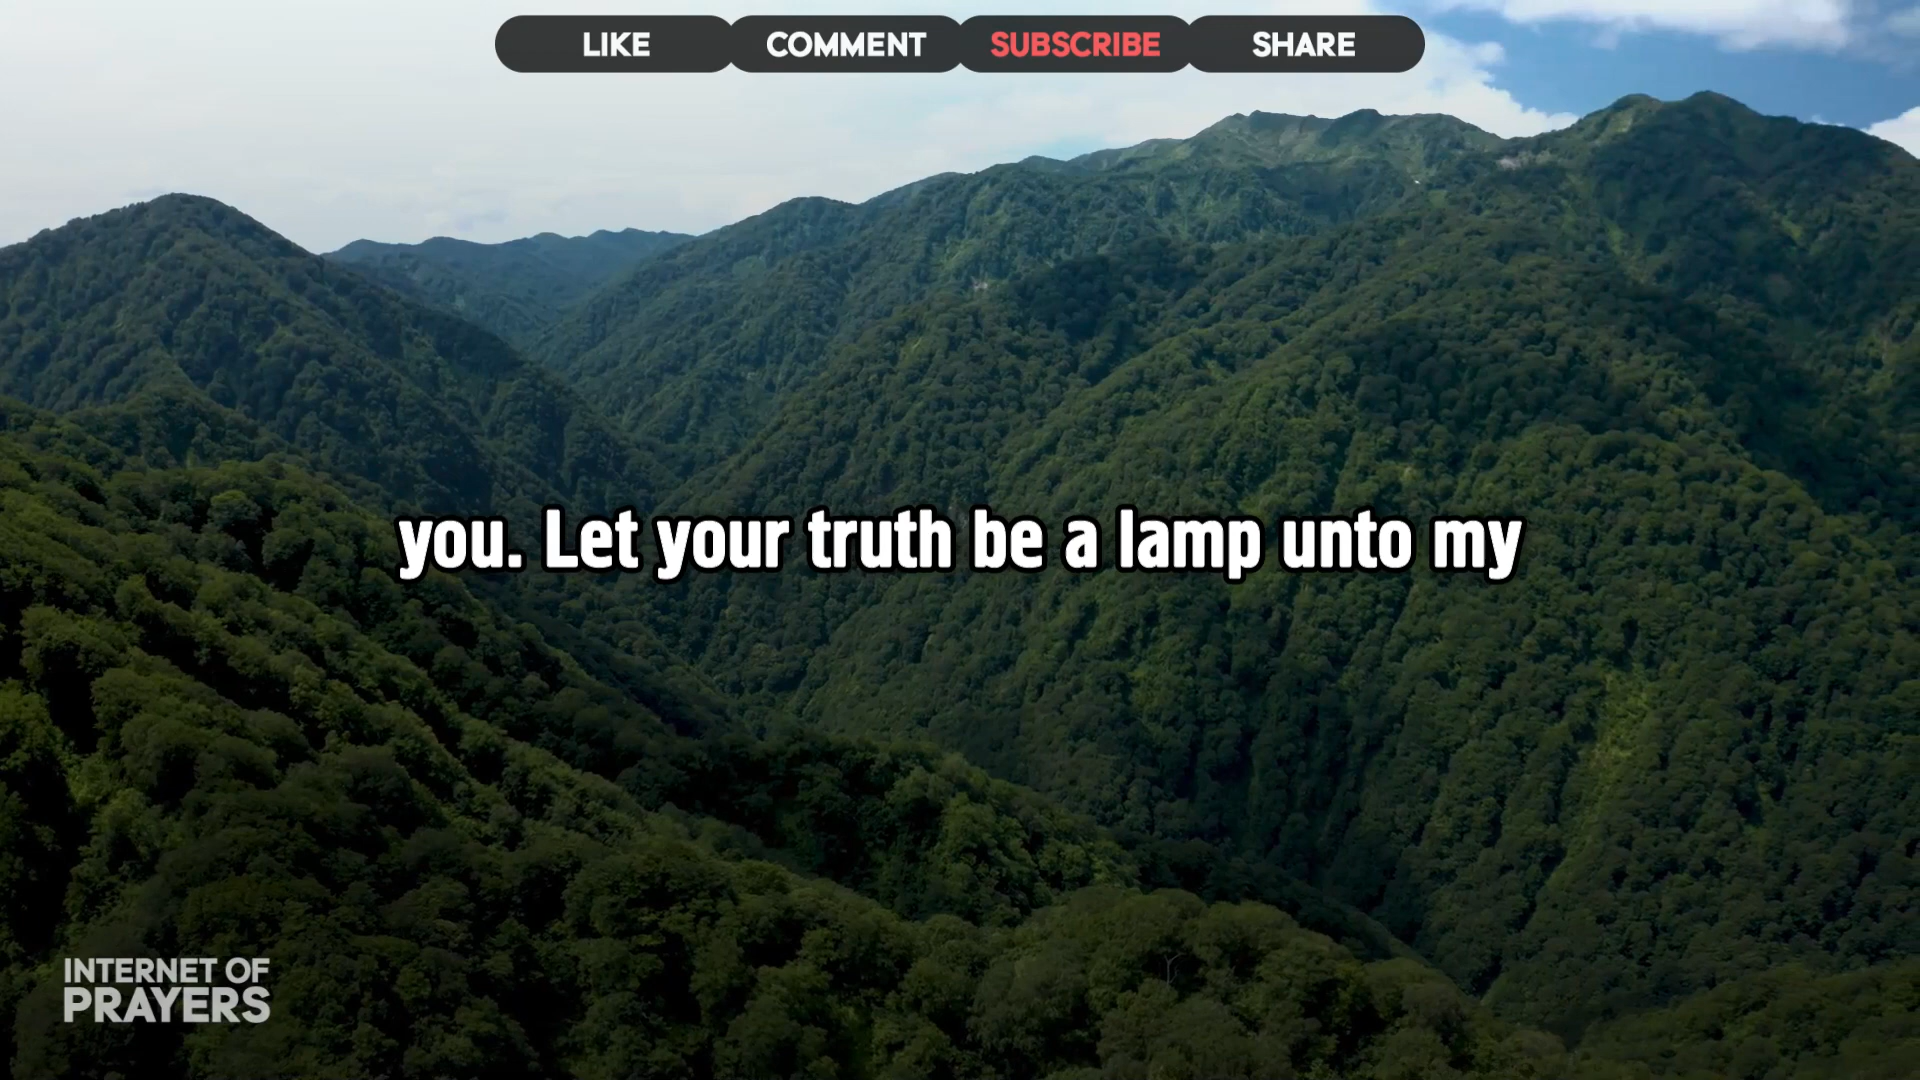 LIKE COMMENT SUBSCRIBE SHARE
you. Let your truth be a lamp unto my
INTERNET OF
PRAYERS